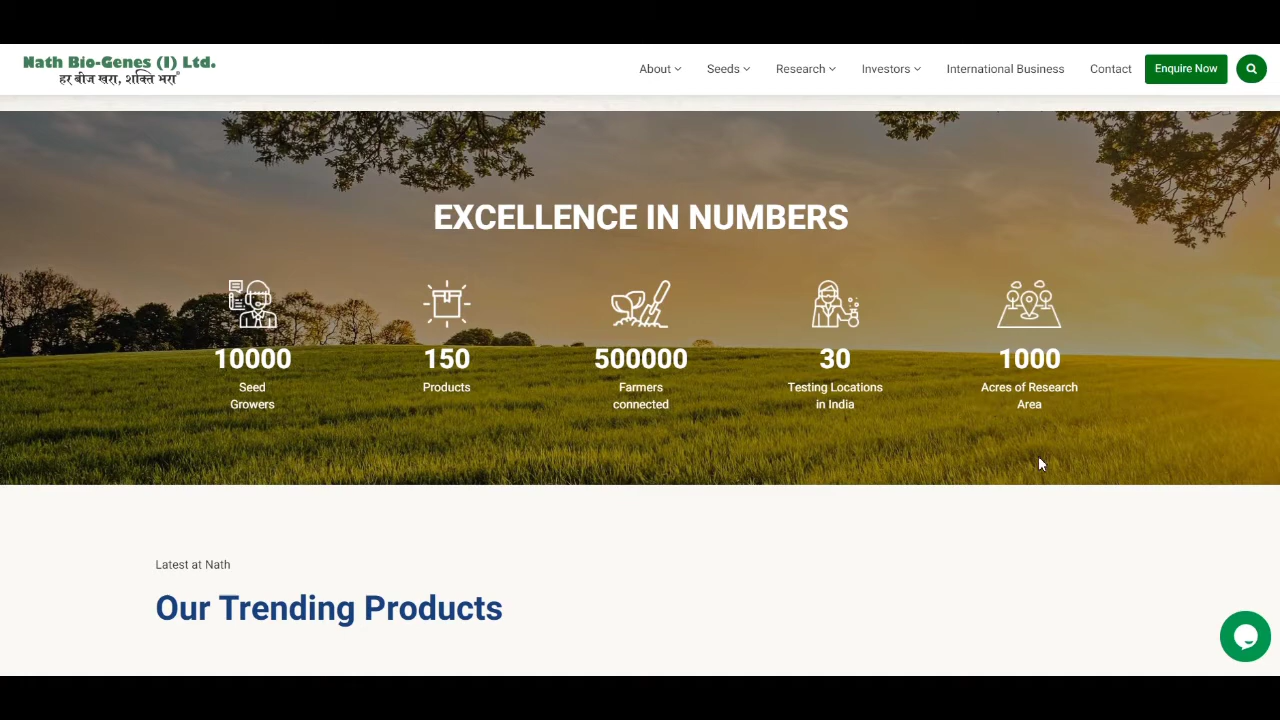 Nath Bio-Genes (I) Ltd.
हर बीज खरा, शक्ति भरा
About
Seeds
Research
Investors
International Business
Contact
Enquire Now
EXCELLENCE IN NUMBERS
10000
Seed
Growers
150
Products
500000
Farmers
connected
30
Testing Locations
in India
1000
Acres of Research
Area
Latest at Nath
Our Trending Products